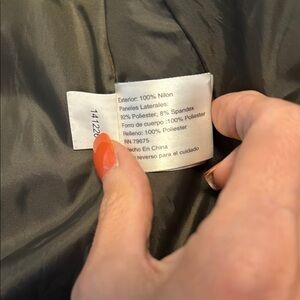 Exterior: 100% Nilon
Paneles Laterales:
92% Poliester; 8% Spandex
Forro de cuerpo :100% Poliester
Relleno: 100% Poliester
RN 79675
Hecho En China
reverso para el cuidado
14122